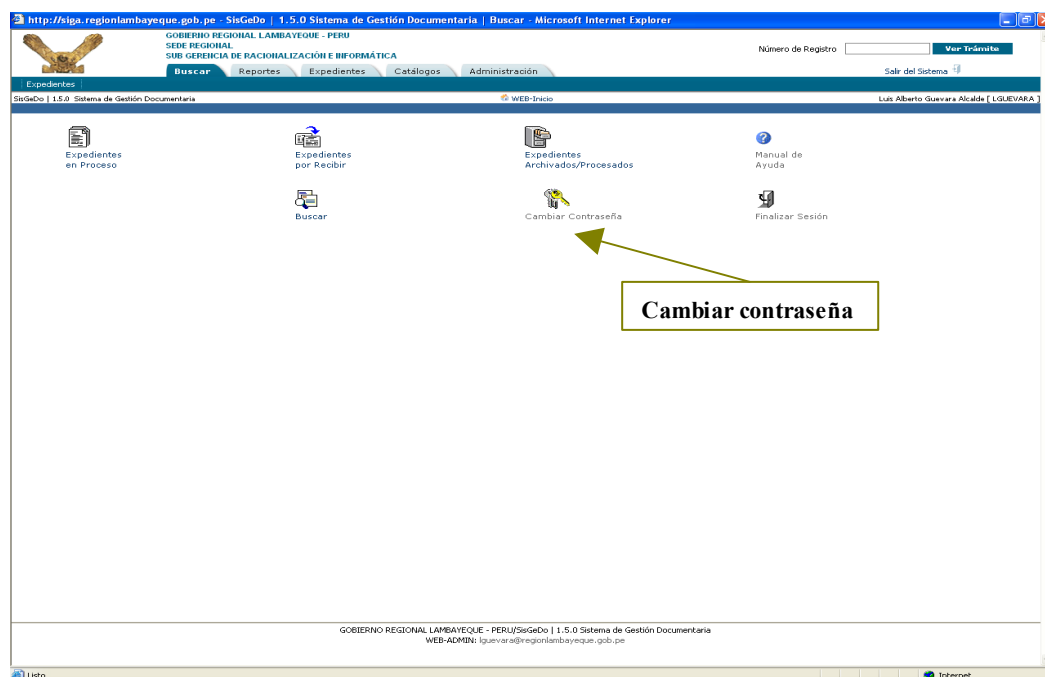 http://siga.regionlambayeque.gob.pe - SisGeDo | 1.5.0 Sistema de Gestión Documentaria | Buscar - Microsoft Internet Explorer
GOBIERNO REGIONAL LAMBAYEQUE - PERU
SEDE REGIONAL
SUB GERENCIA DE RACIONALIZACIÓN E INFORMÁTICA
Número de Registro
Ver Trámite
Buscar Reportes Expedientes Catálogos Administración
Salir del Sistema
Expedientes
SisGeDo | 1.5.0 Sistema de Gestión Documentaria
WEB-Inicio
Luis Alberto Guevara Alcalde [ LGUEVARA ]
Expedientes
en Proceso
Expedientes
por Recibir
Expedientes
Archivados/Procesados
Manual de
Ayuda
Buscar
Cambiar Contraseña
Finalizar Sesión
Cambiar contraseña
GOBIERNO REGIONAL LAMBAYEQUE - PERU/SisGeDo | 1.5.0 Sistema de Gestión Documentaria
WEB-ADMIN: lguevara@regionlambayeque.gob.pe
Listo
Internet